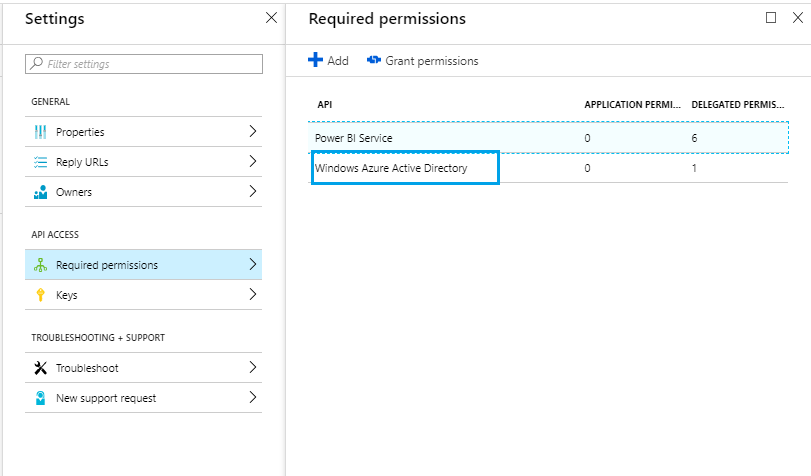 Settings
Filter settings
GENERAL
Properties
Reply URLs
Owners
API ACCESS
Required permissions
Keys
TROUBLESHOOTING + SUPPORT
Troubleshoot
New support request
Required permissions
Add Grant permissions
API APPLICATION PERMI... DELEGATED PERMIS...
Power BI Service 0 6
Windows Azure Active Directory 0 1